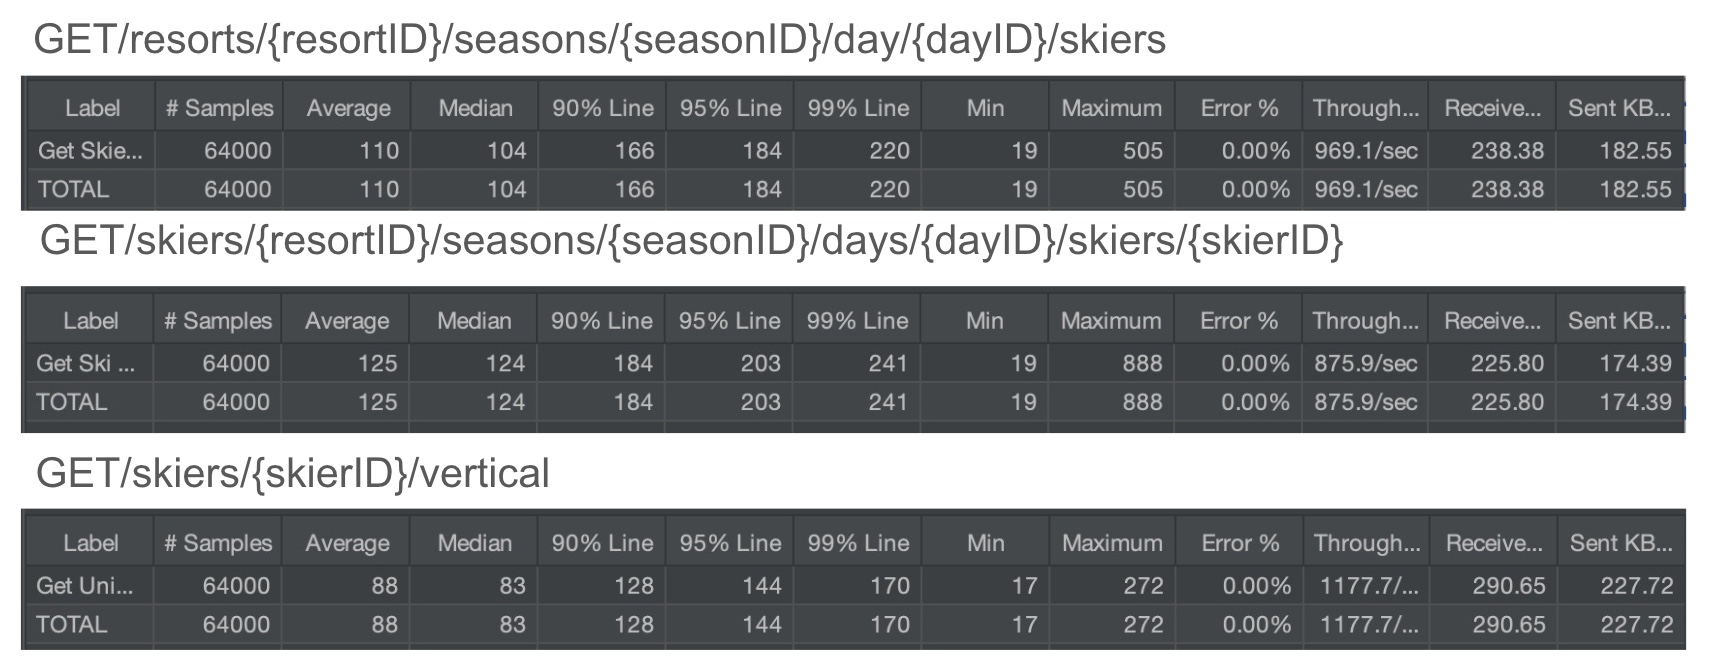 GET/resorts/{resortID}/seasons/{seasonID}/day/{dayID}/skiers
Label # Samples Average Median 90% Line 95% Line 99% Line Min Maximum Error % Through... Receive... Sent KB...
Get Skie... 64000 110 104 166 184 220 19 505 0.00% 969.1/sec 238.38 182.55
TOTAL 64000 110 104 166 184 220 19 505 0.00% 969.1/sec 238.38 182.55
GET/skiers/{resortID}/seasons/{seasonID}/days/{dayID}/skiers/{skierID}
Label # Samples Average Median 90% Line 95% Line 99% Line Min Maximum Error % Through... Receive... Sent KB...
Get Ski ... 64000 125 124 184 203 241 19 888 0.00% 875.9/sec 225.80 174.39
TOTAL 64000 125 124 184 203 241 19 888 0.00% 875.9/sec 225.80 174.39
GET/skiers/{skierID}/vertical
Label # Samples Average Median 90% Line 95% Line 99% Line Min Maximum Error % Through... Receive... Sent KB...
Get Uni... 64000 88 83 128 144 170 17 272 0.00% 1177.7/... 290.65 227.72
TOTAL 64000 88 83 128 144 170 17 272 0.00% 1177.7/... 290.65 227.72